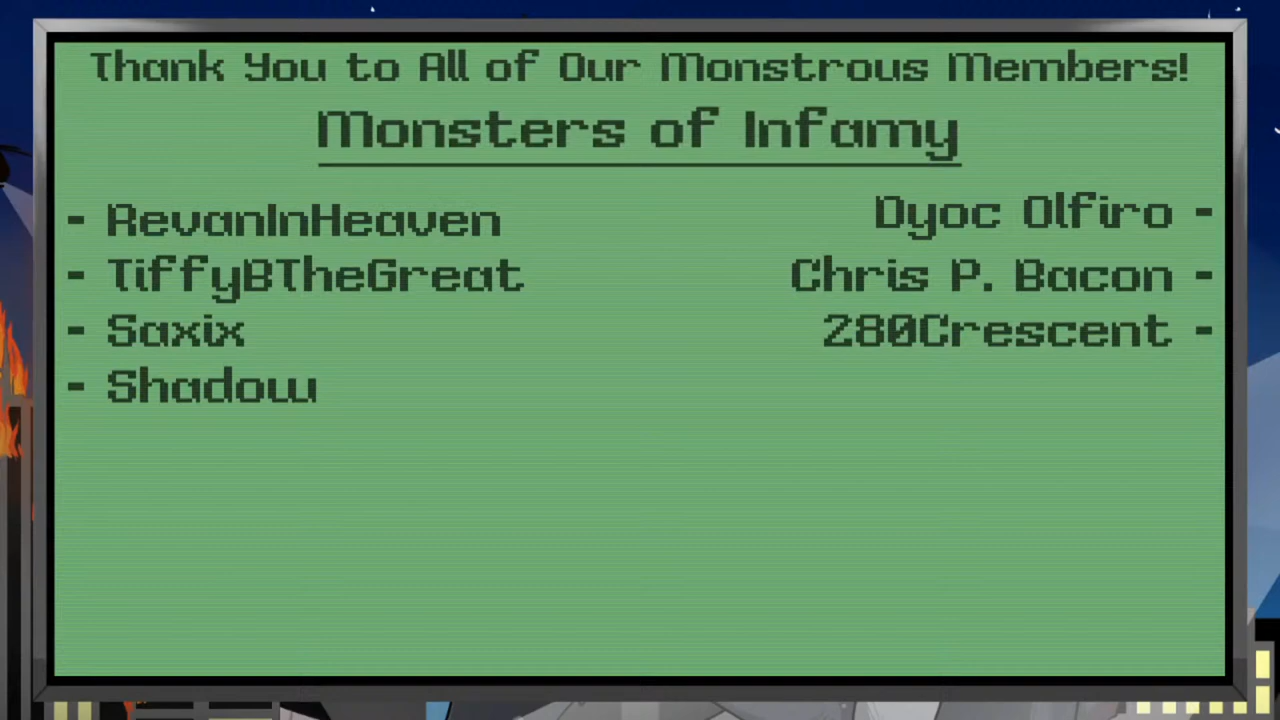 Thank You to All of Our Monstrous Members!
Monsters of Infamy
- RevanInHeaven
- TiffyBTheGreat
- Saxix
- Shadow
Dyoc Olfiro -
Chris P. Bacon -
280Crescent -